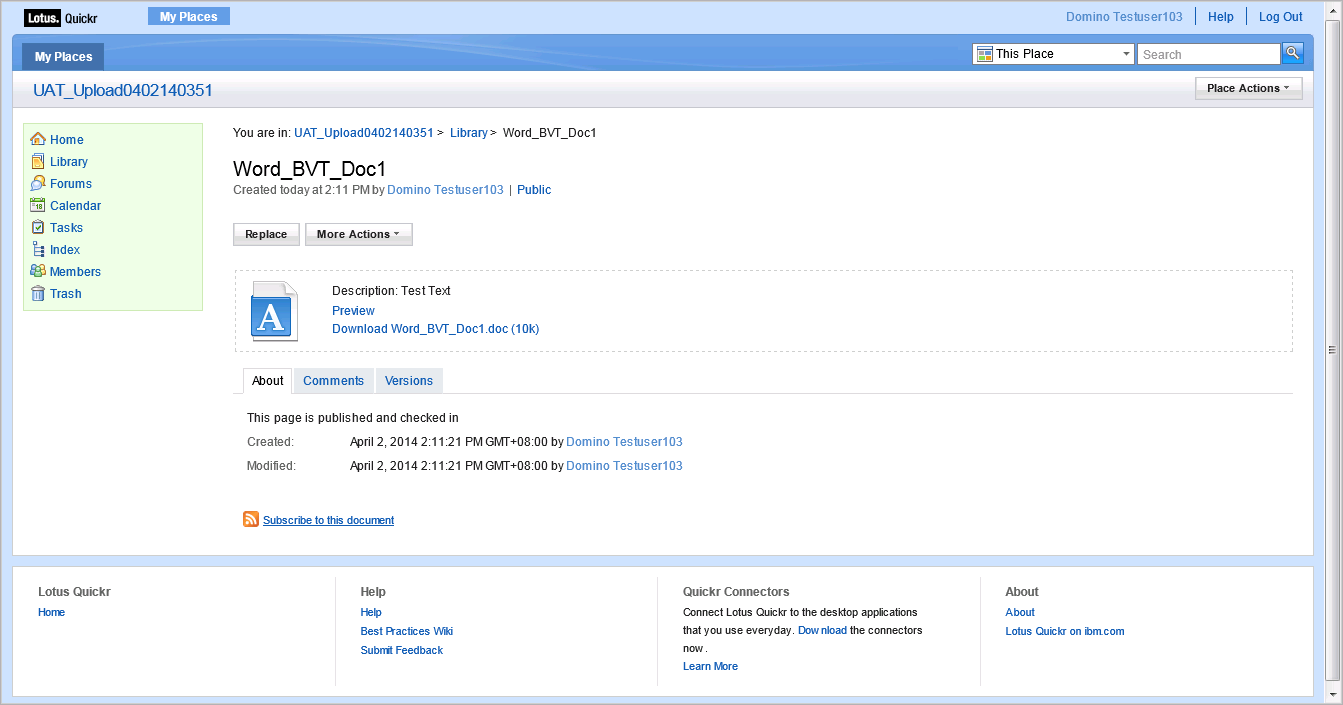 Lotus. Quickr My Places Domino Testuser103 Help Log Out
My Places This Place Search
UAT_Upload0402140351 Place Actions
You are in: UAT_Upload0402140351 > Library > Word_BVT_Doc1
Home
Library
Forums
Calendar
Tasks
Index
Members
Trash
Word_BVT_Doc1
Created today at 2:11 PM by Domino Testuser103 | Public
Replace More Actions
A
Description: Test Text
Preview
Download Word_BVT_Doc1.doc (10k)
About Comments Versions
This page is published and checked in
Created: April 2, 2014 2:11:21 PM GMT+08:00 by Domino Testuser103
Modified: April 2, 2014 2:11:21 PM GMT+08:00 by Domino Testuser103
Subscribe to this document
Lotus Quickr
Home
Help
Help
Best Practices Wiki
Submit Feedback
Quickr Connectors
Connect Lotus Quickr to the desktop applications
that you use everyday. Download the connectors
now .
Learn More
About
About
Lotus Quickr on ibm.com